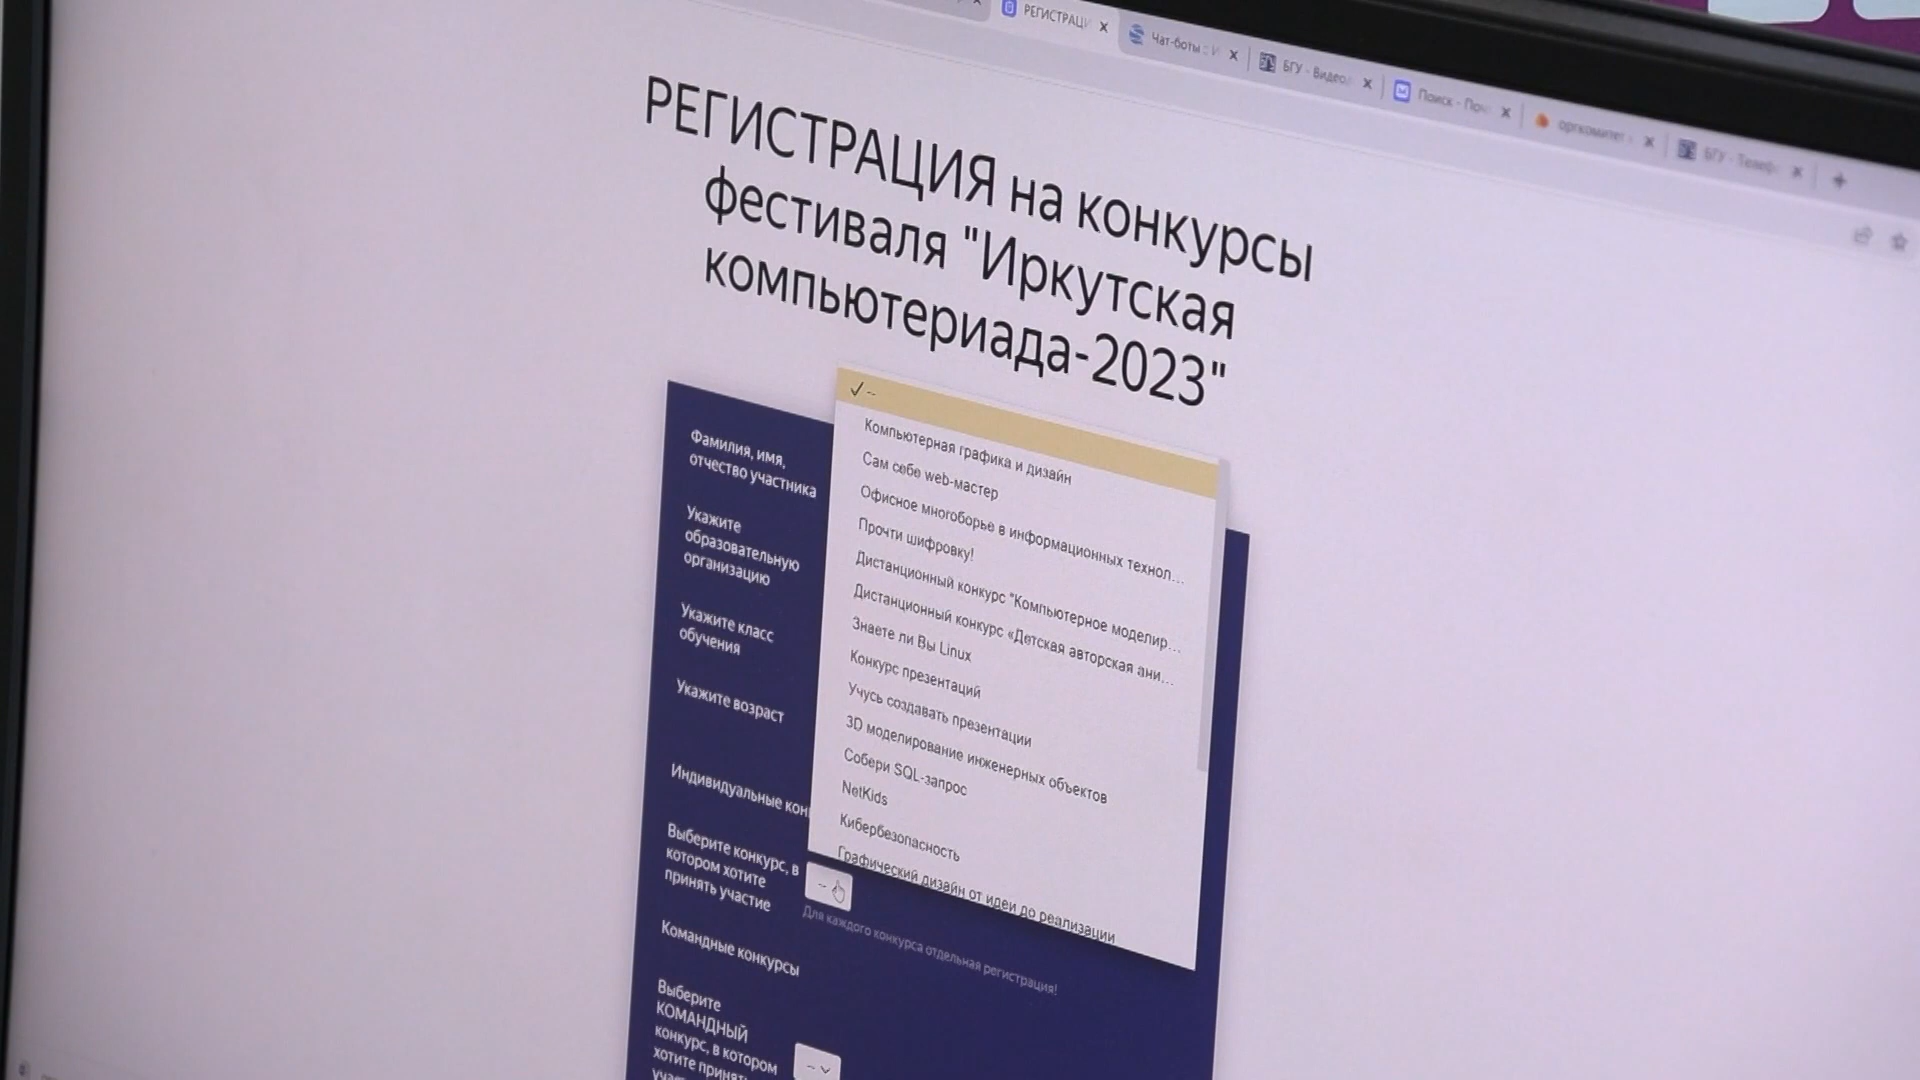 РЕГИСТРАЦИ
Чат-боты :: И
БГУ - Видео
Поиск - Поч
оргкомитет
БГУ - Телеф
РЕГИСТРАЦИЯ на конкурсы
фестиваля "Иркутская
компьютериада-2023"
✓ --
Компьютерная графика и дизайн
Сам себе web-мастер
Офисное многоборье в информационных технол...
Прочти шифровку!
Дистанционный конкурс "Компьютерное моделир...
Дистанционный конкурс «Детская авторская ани...
Знаете ли Вы Linux
Конкурс презентаций
Учусь создавать презентации
3D моделирование инженерных объектов
Собери SQL-запрос
NetKids
Кибербезопасность
Графический дизайн от идеи до реализации
Фамилия, имя,
отчество участника
Укажите
образовательную
организацию
Укажите класс
обучения
Укажите возраст
Индивидуальные кон
Выберите конкурс, в
котором хотите
принять участие
--
Для каждого конкурса отдельная регистрация!
Командные конкурсы
Выберите
КОМАНДНЫЙ
конкурс, в котором
хотите принять
--